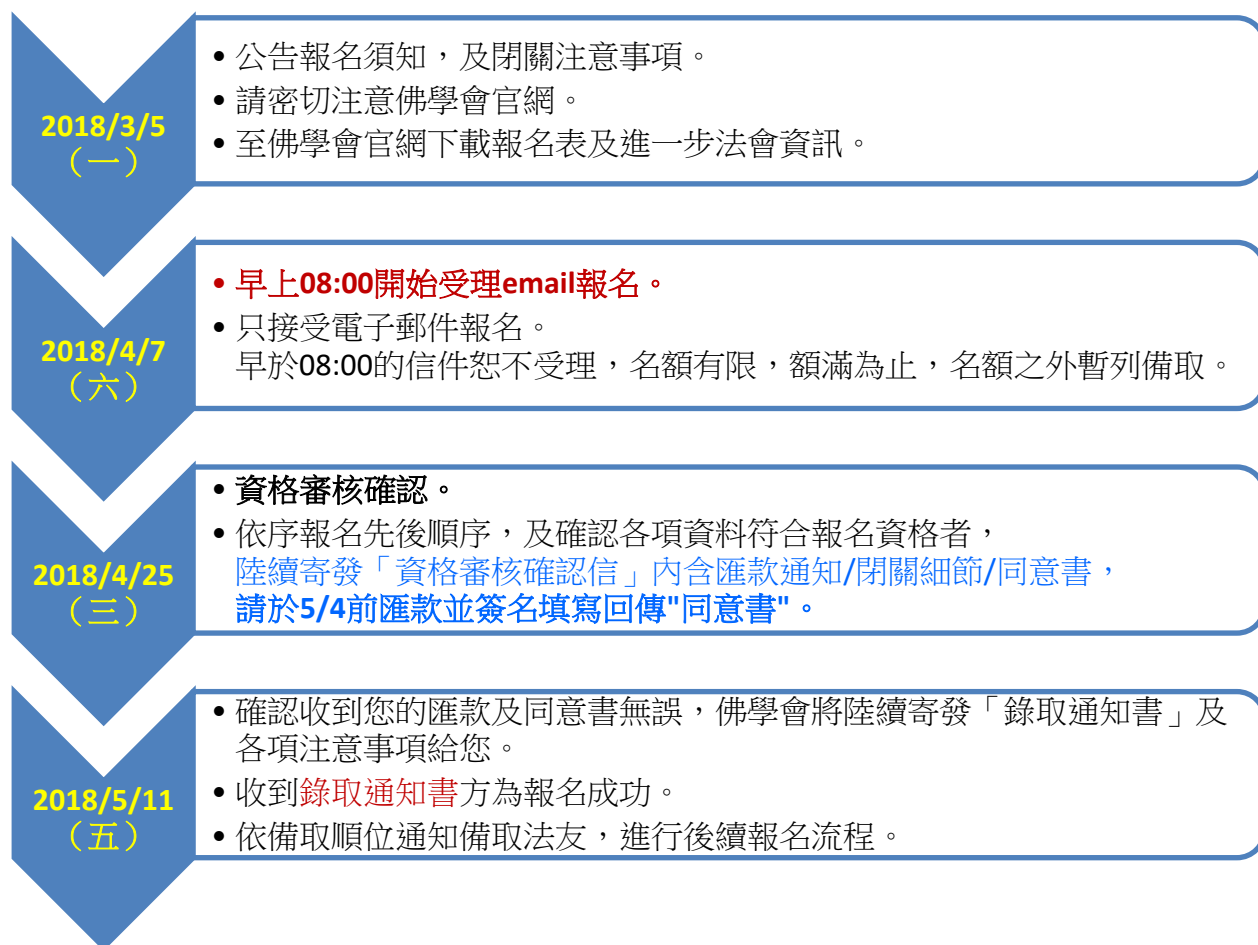 2018/3/5
（一）
• 公告報名須知，及閉關注意事項。
• 請密切注意佛學會官網。
• 至佛學會官網下載報名表及進一步法會資訊。
2018/4/7
（六）
• 早上08:00開始受理email報名。
• 只接受電子郵件報名。
早於08:00的信件恕不受理，名額有限，額滿為止，名額之外暫列備取。
2018/4/25
（三）
• 資格審核確認。
• 依序報名先後順序，及確認各項資料符合報名資格者，
陸續寄發「資格審核確認信」內含匯款通知/閉關細節/同意書，
請於5/4前匯款並簽名填寫回傳"同意書"。
2018/5/11
（五）
• 確認收到您的匯款及同意書無誤，佛學會將陸續寄發「錄取通知書」及
各項注意事項給您。
• 收到錄取通知書方為報名成功。
• 依備取順位通知備取法友，進行後續報名流程。